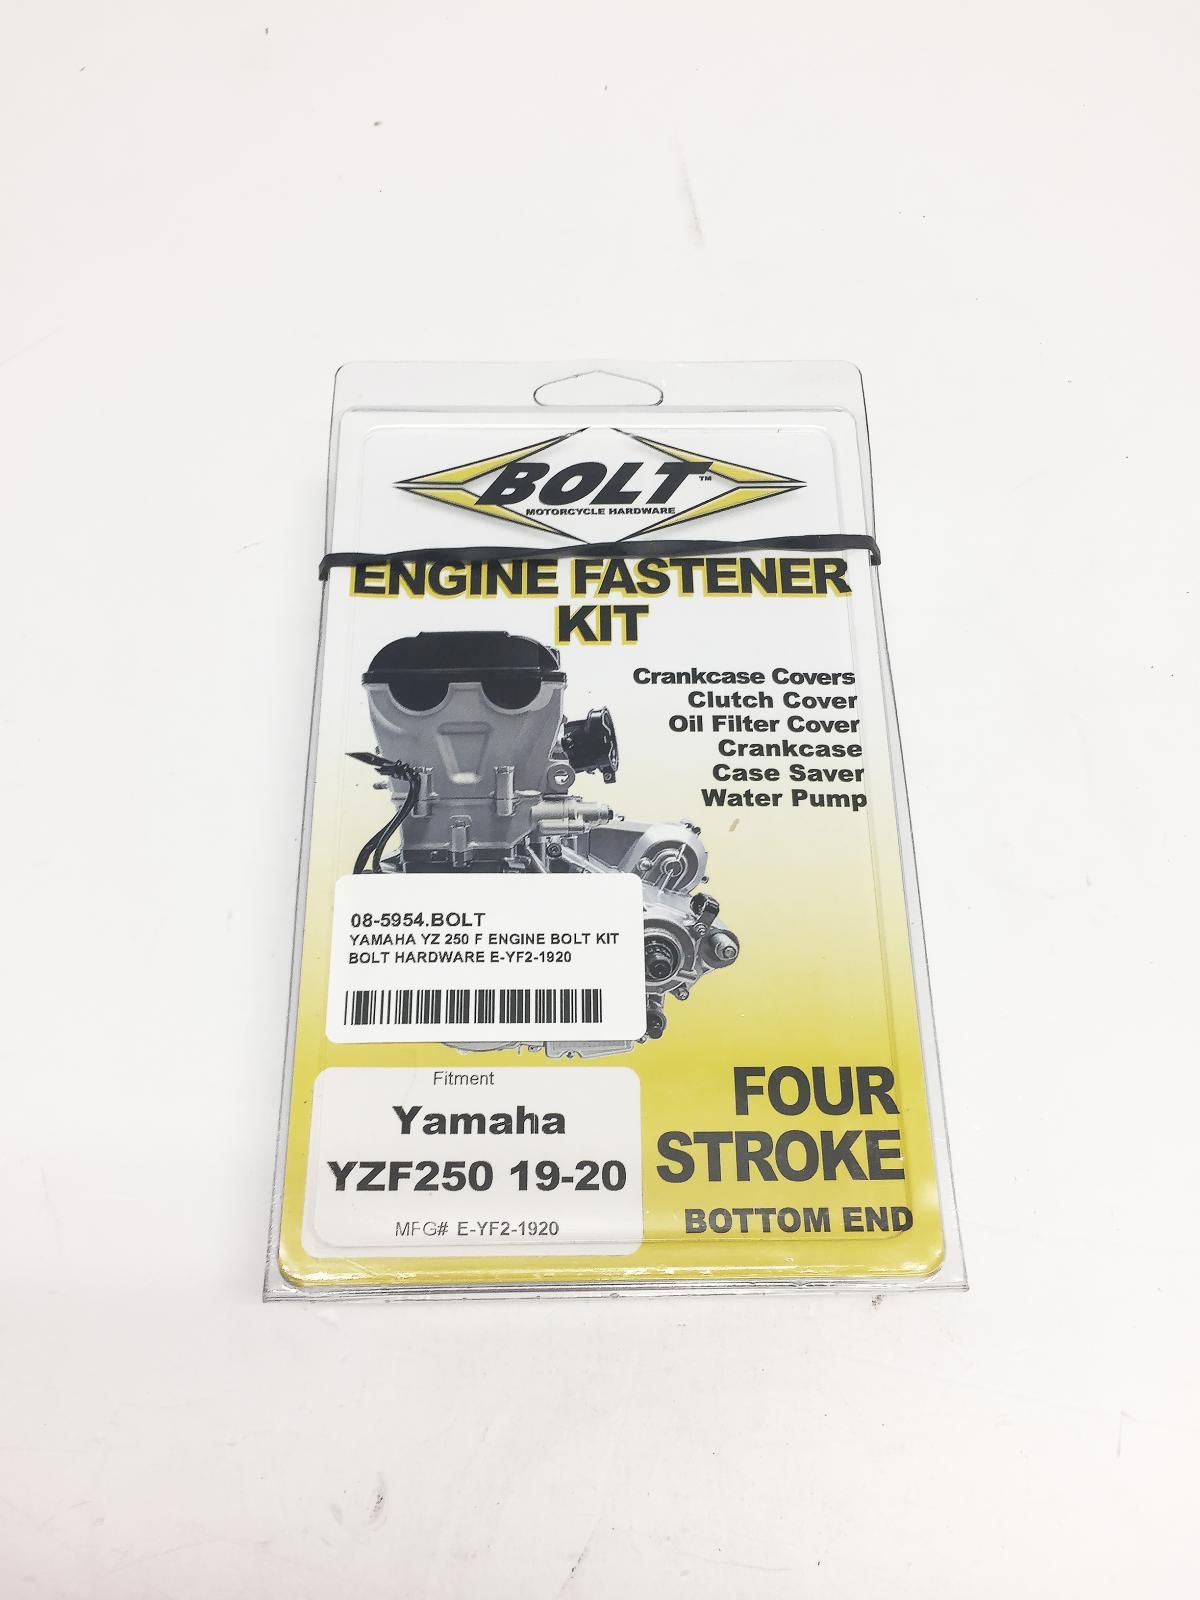 BOLT™
MOTORCYCLE HARDWARE
ENGINE FASTENER
KIT
Crankcase Covers
Clutch Cover
Oil Filter Cover
Crankcase
Case Saver
Water Pump
08-5954.BOLT
YAMAHA YZ 250 F ENGINE BOLT KIT
BOLT HARDWARE E-YF2-1920
Fitment
Yamaha
YZF250 19-20
MFG# E-YF2-1920
FOUR
STROKE
BOTTOM END